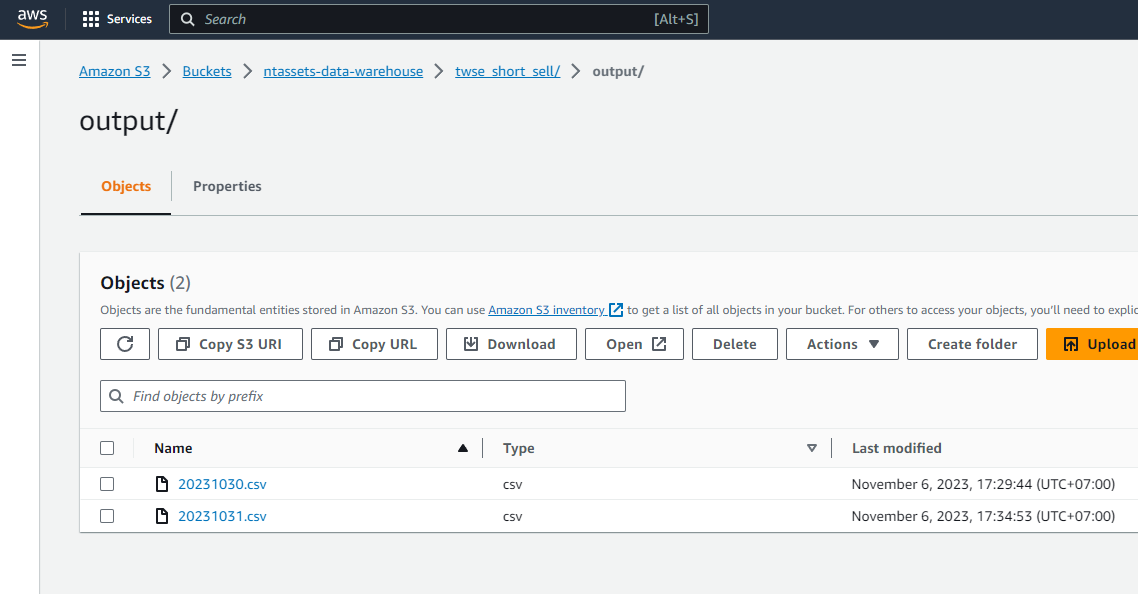 aws Services Search [Alt+S]
Amazon S3 Buckets ntassets-data-warehouse twse_short_sell/ output/
output/
Objects Properties
Objects (2)
Objects are the fundamental entities stored in Amazon S3. You can use Amazon S3 inventory to get a list of all objects in your bucket. For others to access your objects, you'll need to explic
Copy S3 URI Copy URL Download Open Delete Actions Create folder Upload
Find objects by prefix
Name Type Last modified
20231030.csv csv November 6, 2023, 17:29:44 (UTC+07:00)
20231031.csv csv November 6, 2023, 17:34:53 (UTC+07:00)